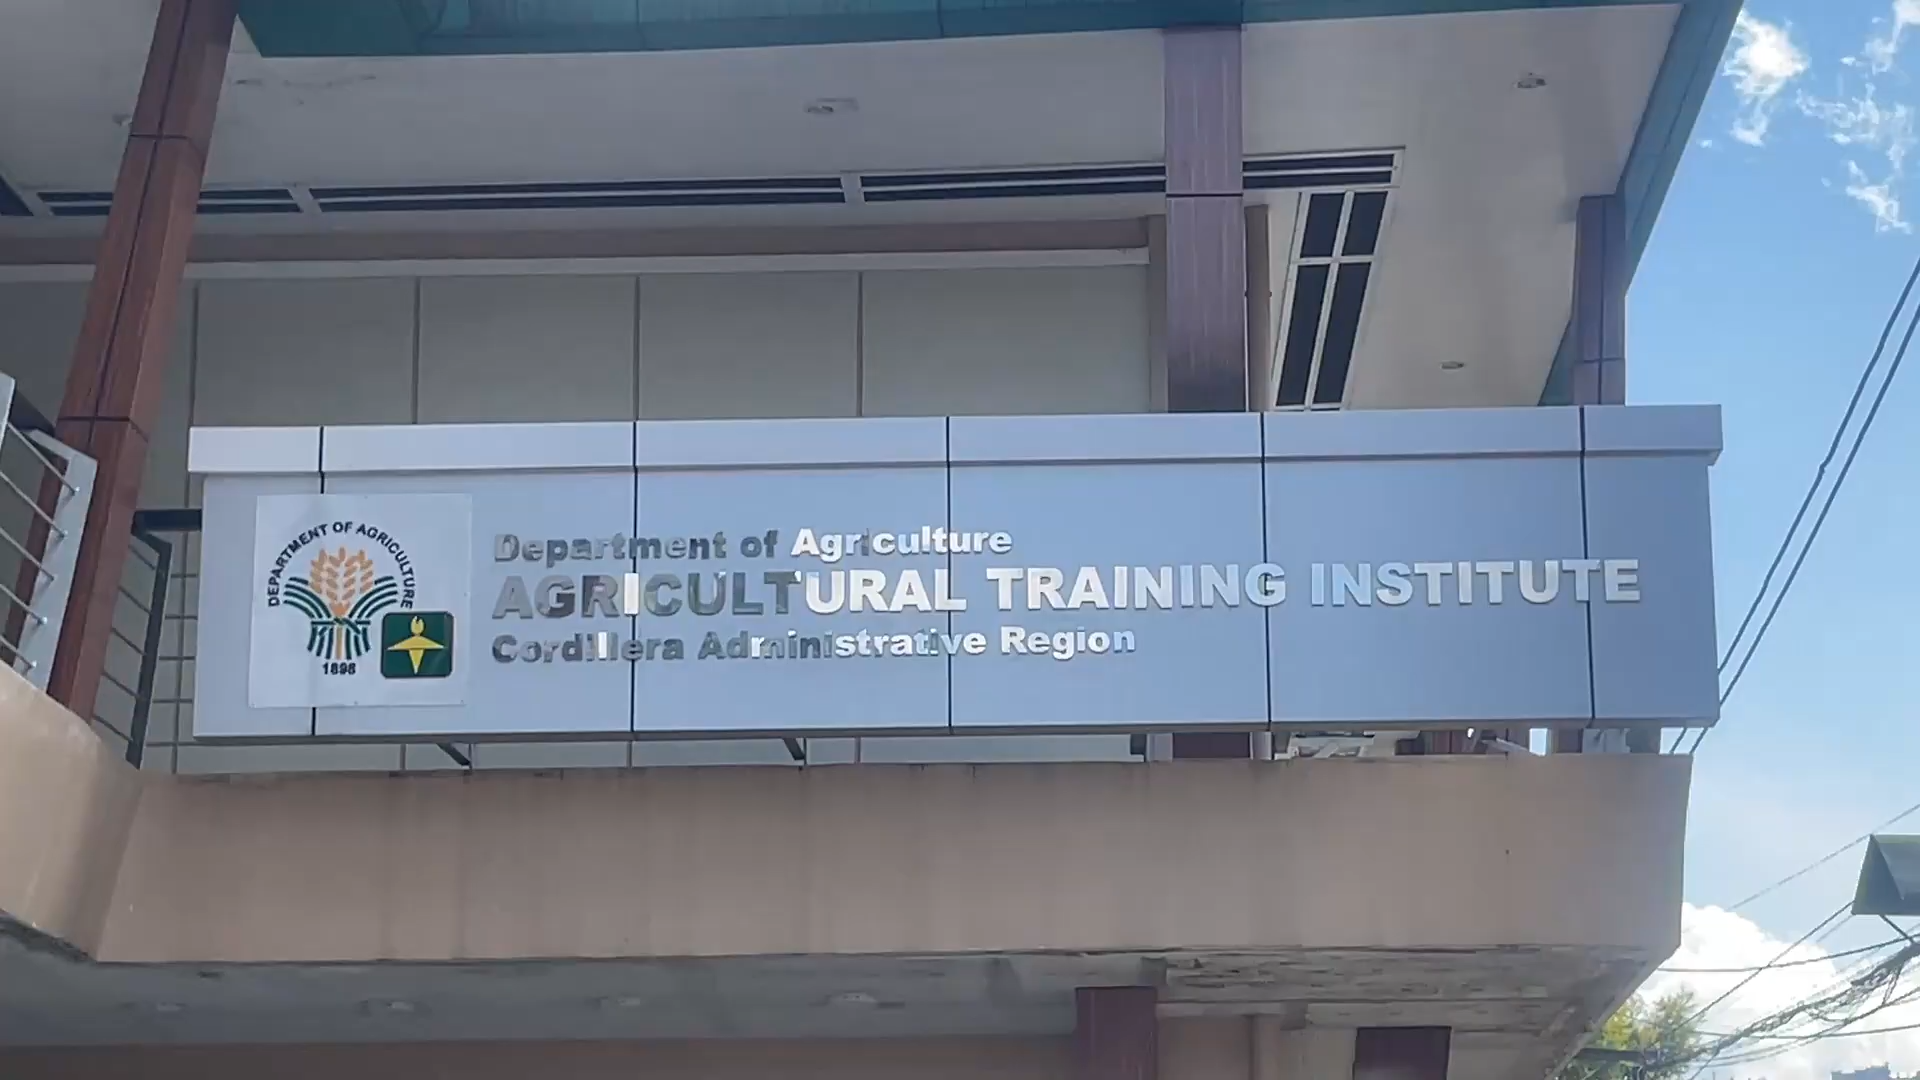 DEPARTMENT OF AGRICULTURE
1898
Department of Agriculture
AGRICULTURAL TRAINING INSTITUTE
Cordillera Administrative Region